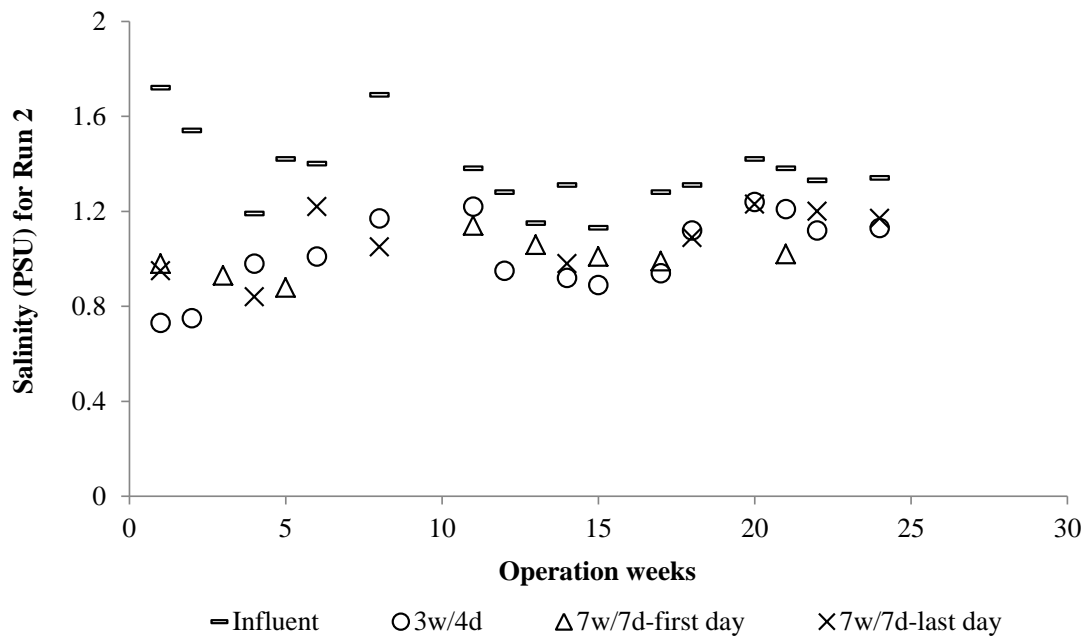 2
1.6
1.2
0.8
0.4
0
Salinity (PSU) for Run 2
0 5 10 15 20 25 30
Operation weeks
Influent 3w/4d 7w/7d-first day 7w/7d-last day